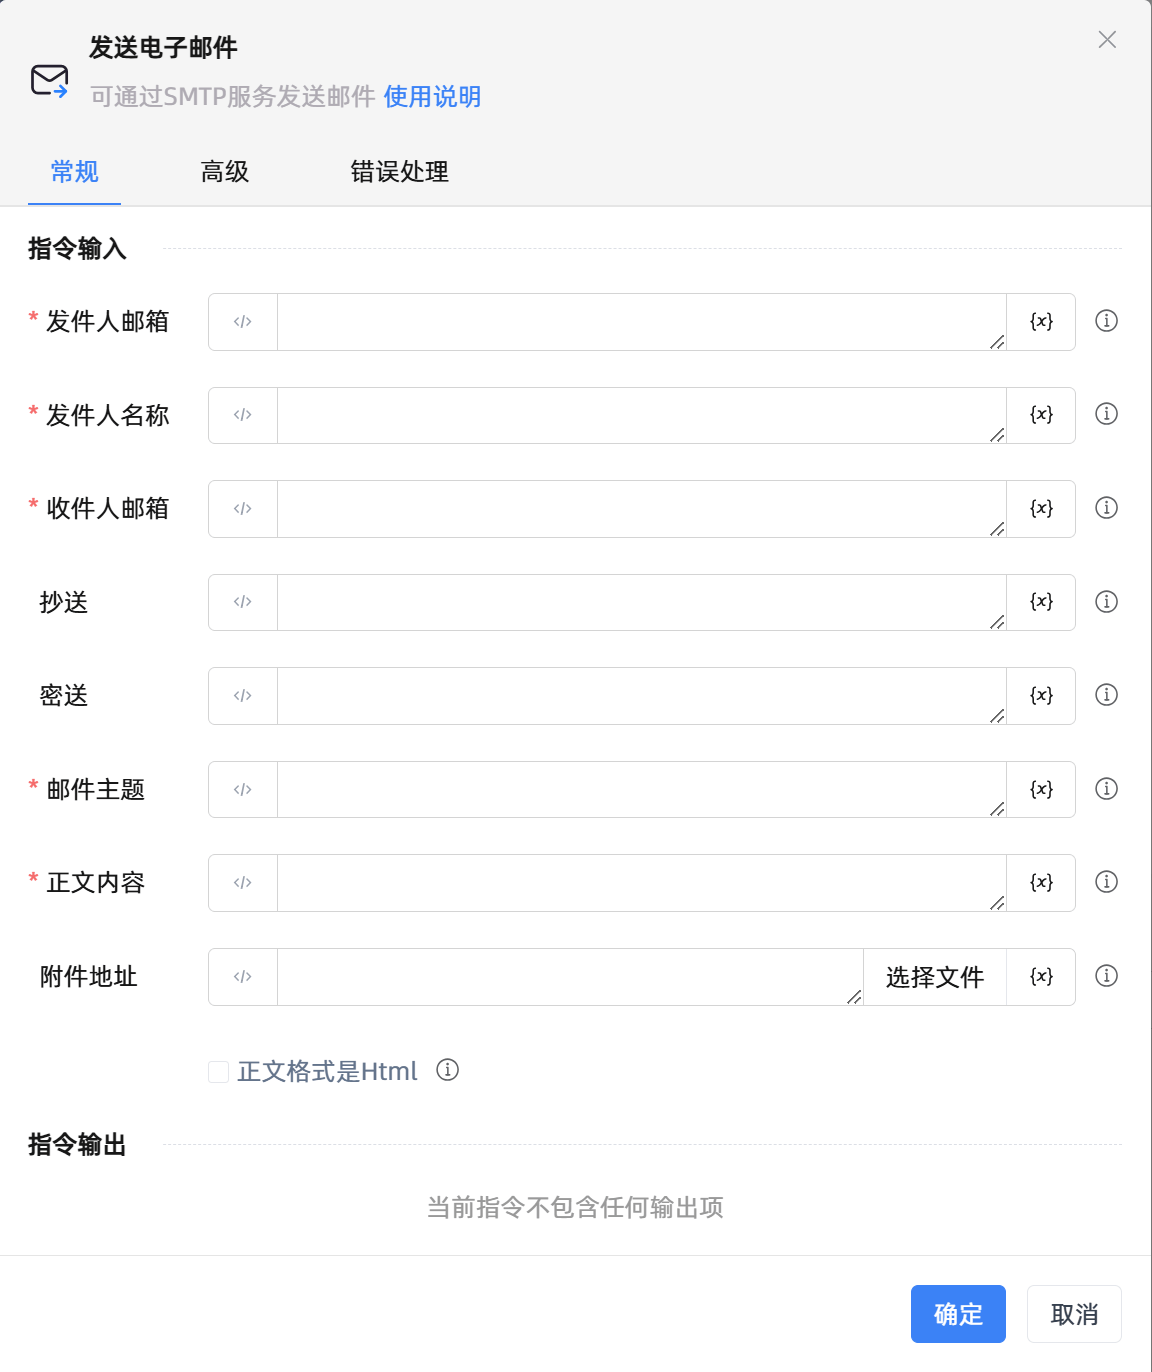 发送电子邮件
可通过SMTP服务发送邮件 使用说明
常规 高级 错误处理
指令输入
* 发件人邮箱 </> {x}
* 发件人名称 </> {x}
* 收件人邮箱 </> {x}
抄送 </> {x}
密送 </> {x}
* 邮件主题 </> {x}
* 正文内容 </> {x}
附件地址 </> 选择文件 {x}
正文格式是Html
指令输出
当前指令不包含任何输出项
确定 取消